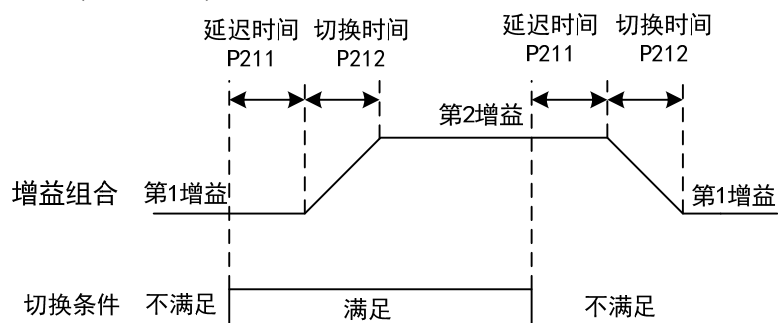 延迟时间 切换时间 延迟时间 切换时间
P211 P212 P211 P212
第2增益
增益组合 第1增益 第1增益
切换条件 不满足 满足 不满足